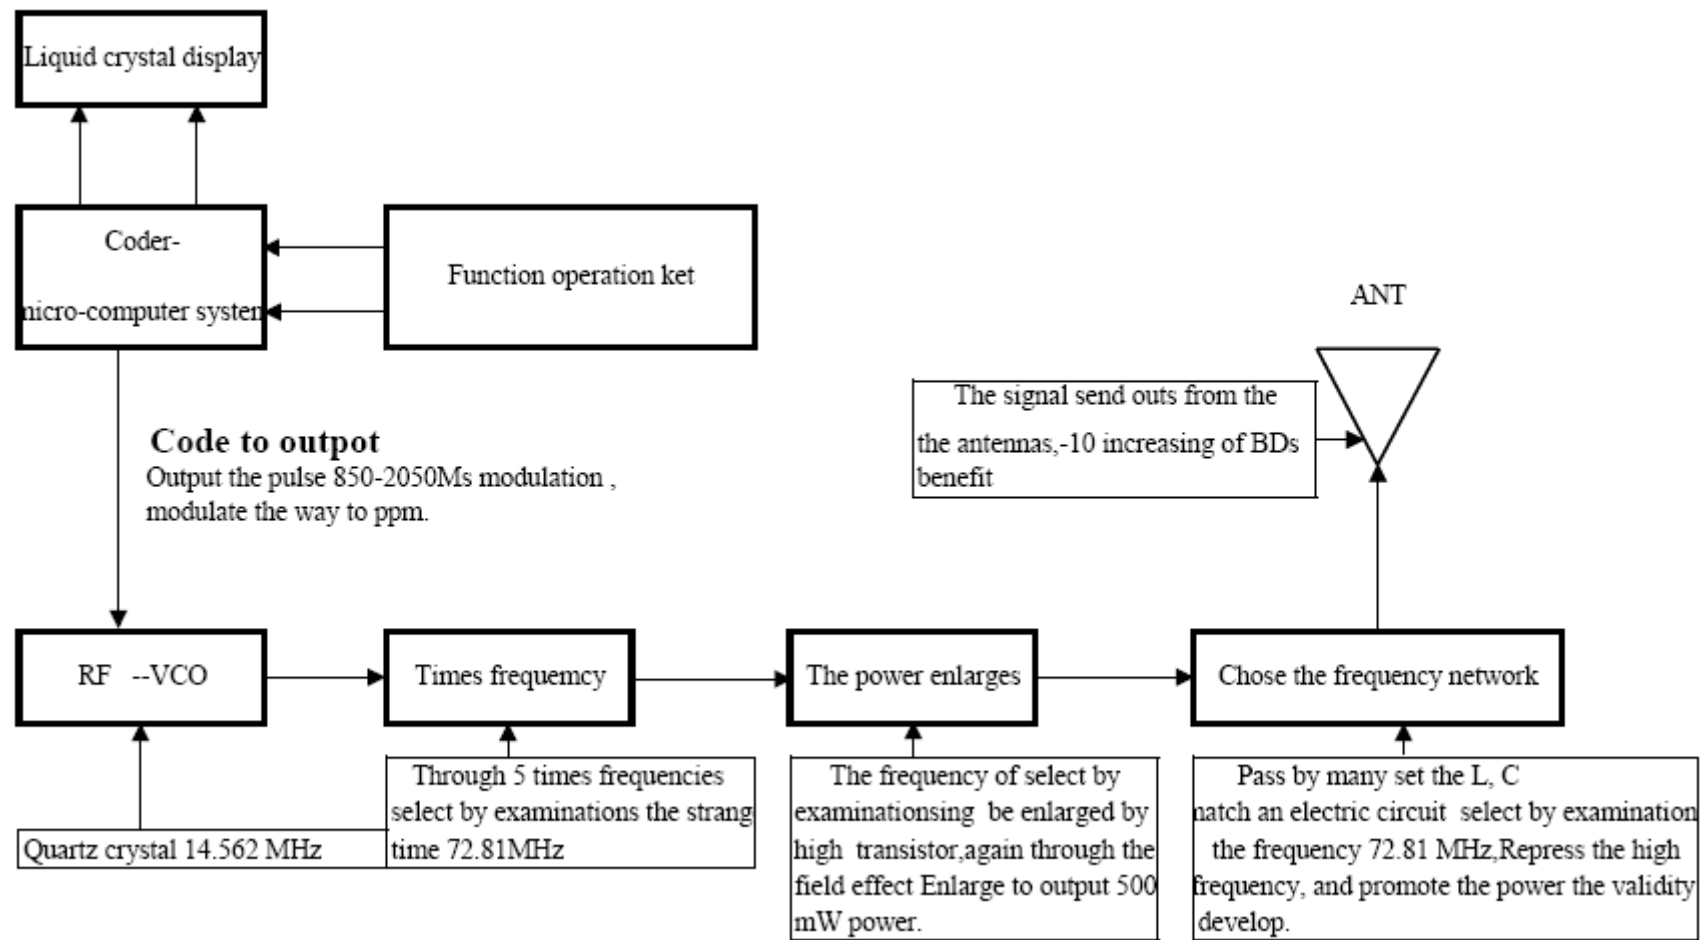 Liquid crystal display
Coder-
micro-computer system
Function operation ket
ANT
The signal send outs from the
the antennas,-10 increasing of BDs
benefit
Code to outpot
Output the pulse 850-2050Ms modulation ,
modulate the way to ppm.
RF --VCO
Times frequemcy
The power enlarges
Chose the frequency network
Quartz crystal 14.562 MHz
Through 5 times frequencies
select by examinations the strang
time 72.81MHz
The frequency of select by
examinationsing be enlarged by
high transistor,again through the
field effect Enlarge to output 500
mW power.
Pass by many set the L, C
match an electric circuit select by examination
the frequency 72.81 MHz,Repress the high
frequency, and promote the power the validity
develop.